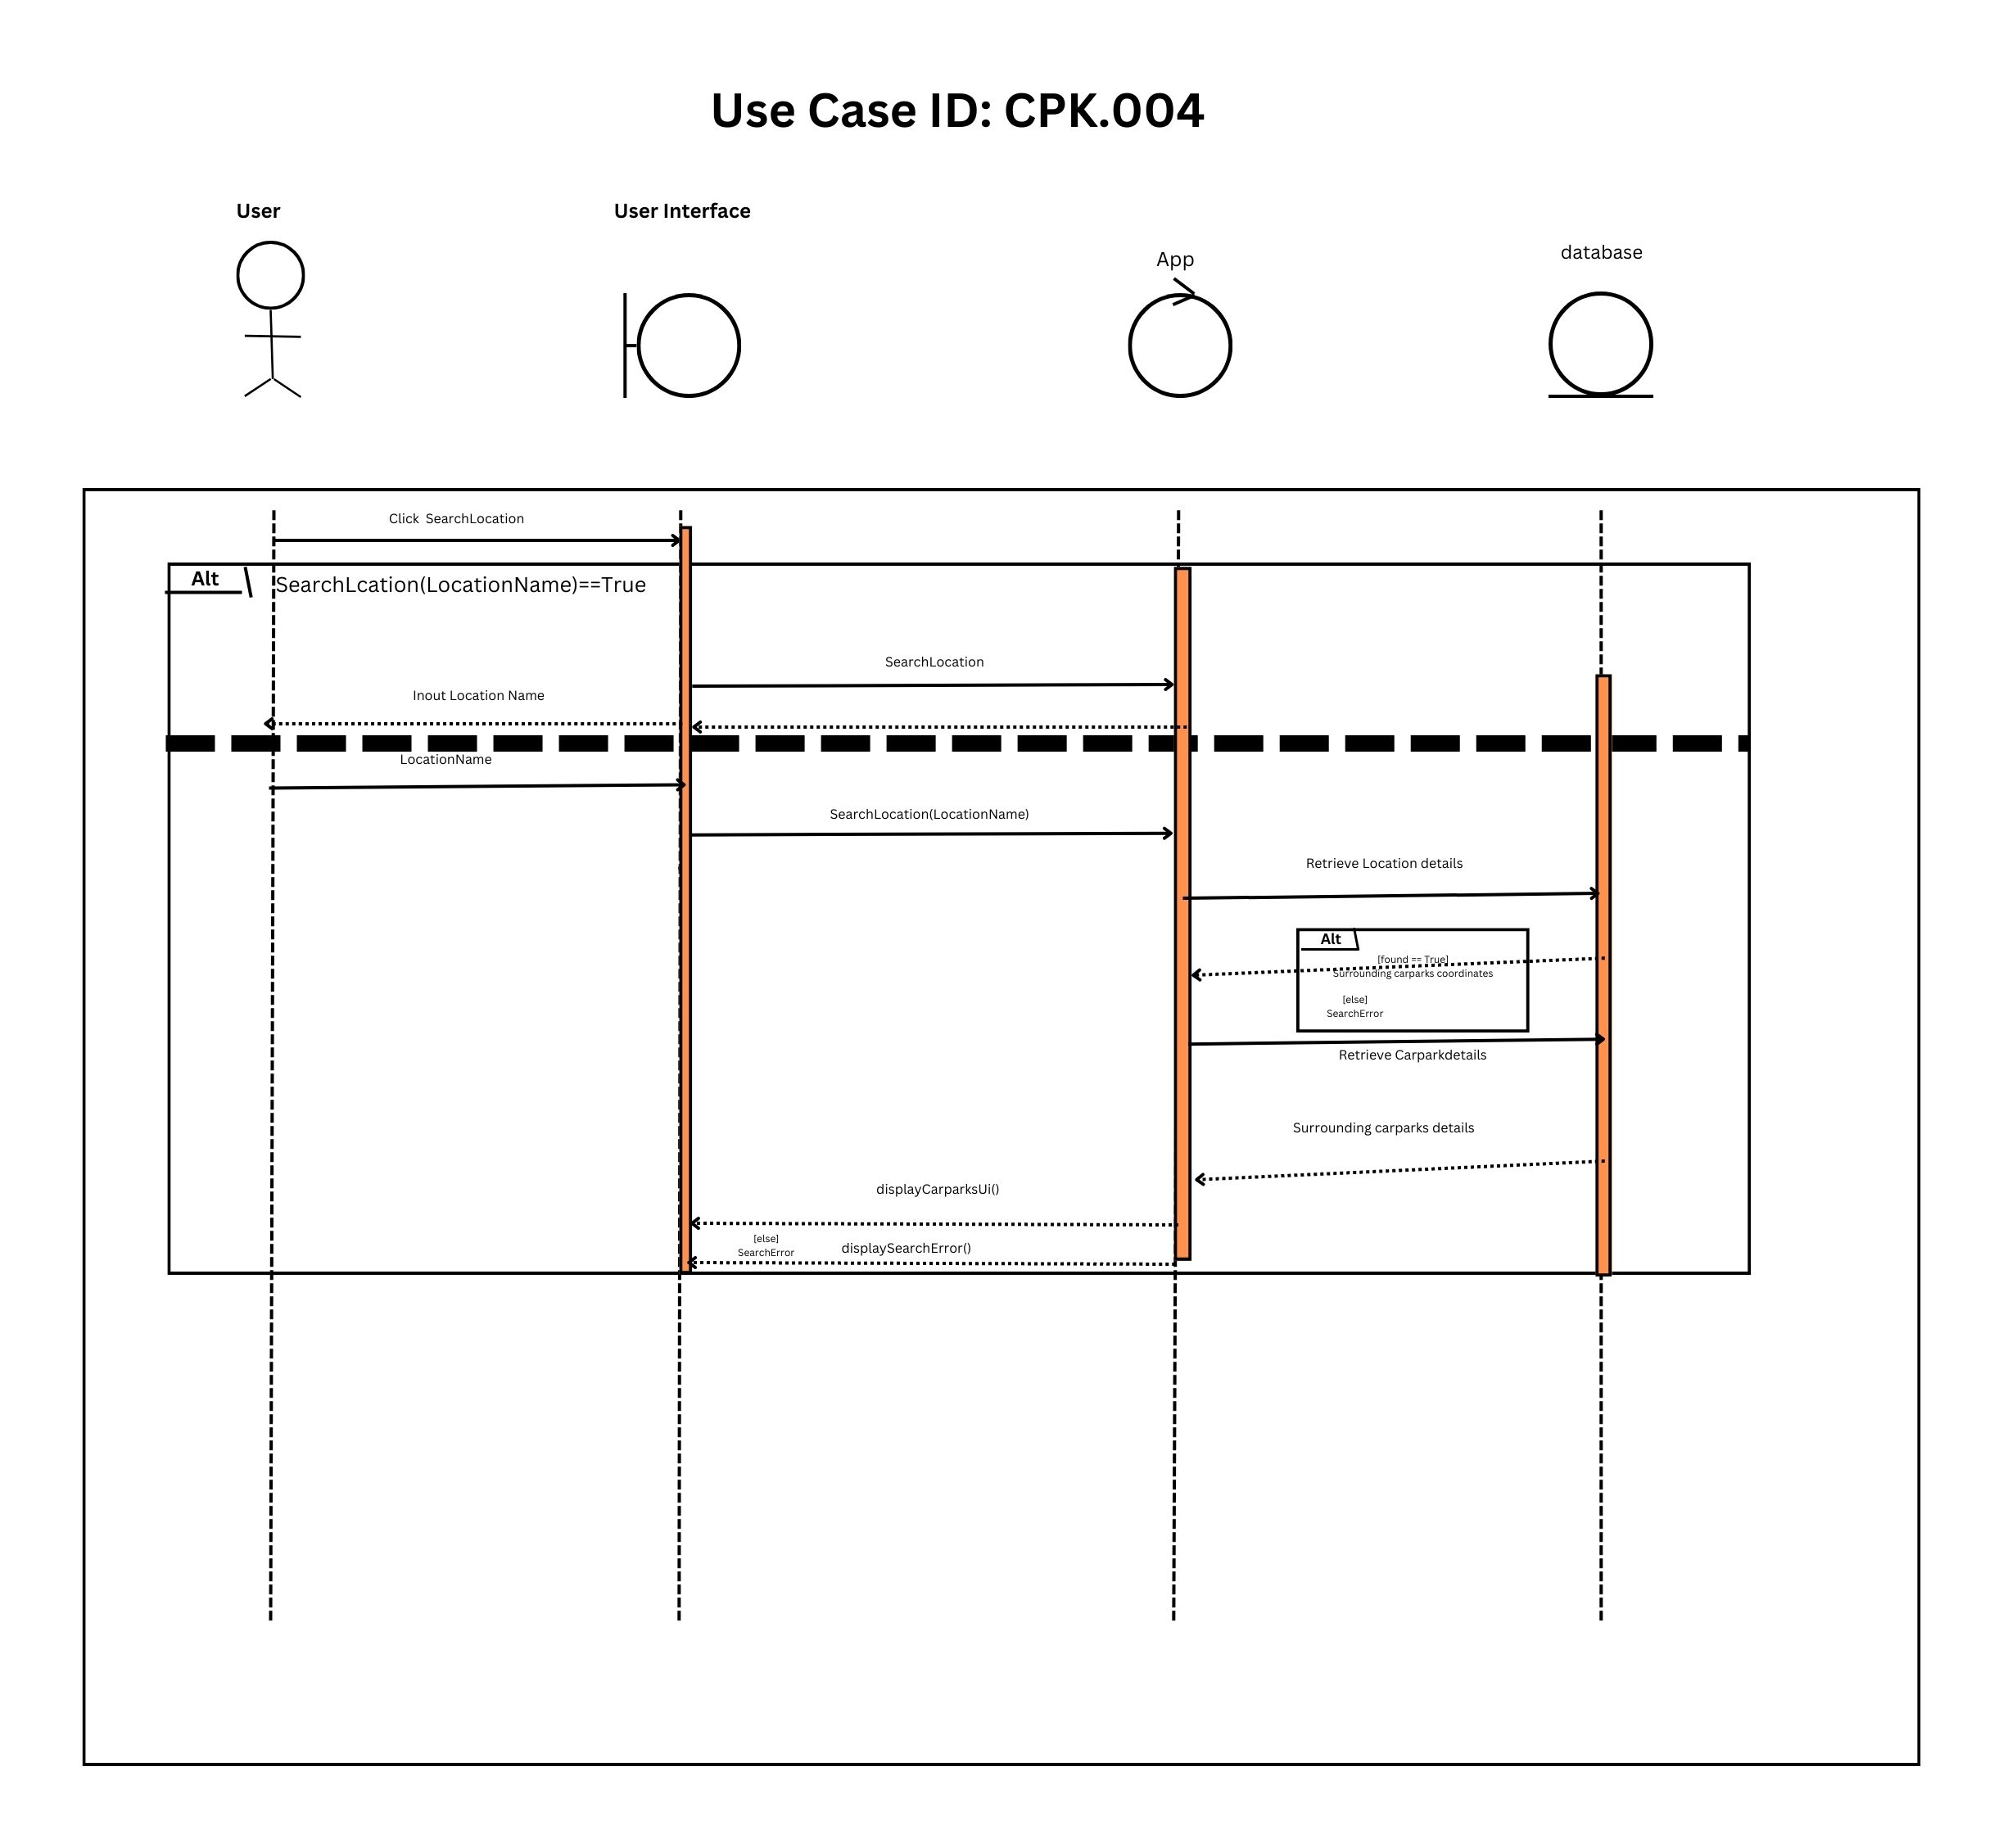 Use Case ID: CPK.004
User
User Interface
App
database
Click SearchLocation
Alt
SearchLcation(LocationName)==True
SearchLocation
Inout Location Name
LocationName
SearchLocation(LocationName)
Retrieve Location details
Alt
[found == True]
Surrounding carparks coordinates
[else]
SearchError
Retrieve Carparkdetails
Surrounding carparks details
displayCarparksUi()
[else]
SearchError
displaySearchError()